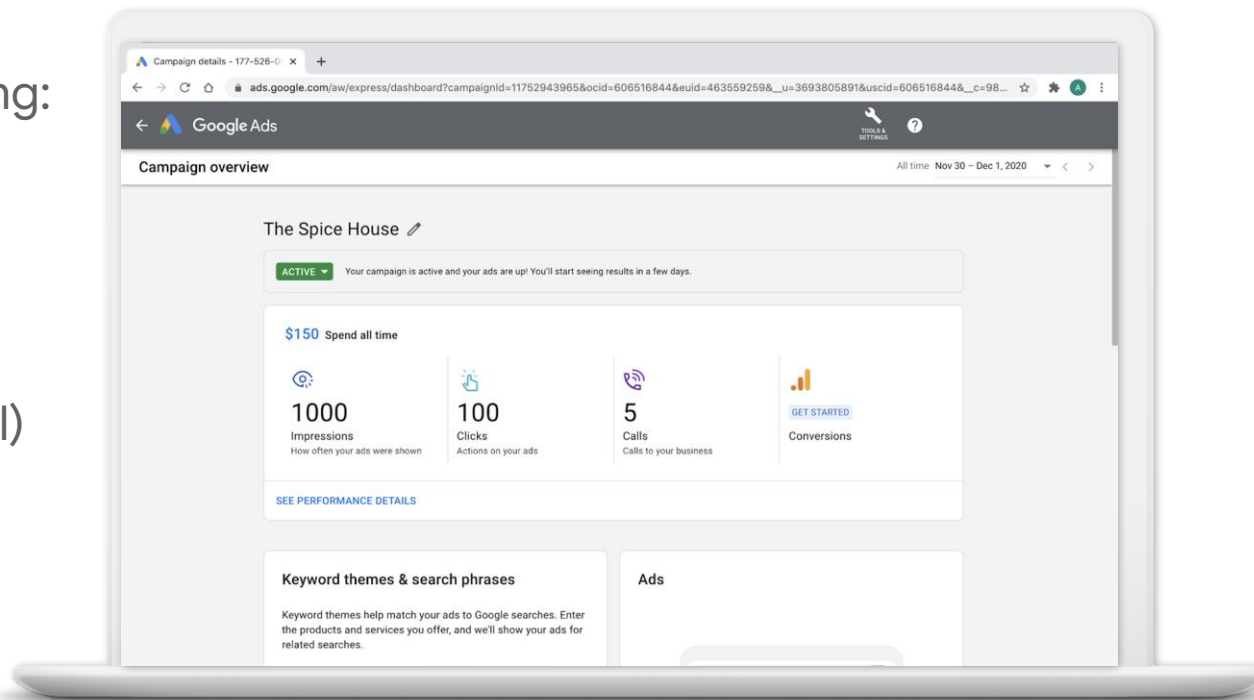 ng:
l)
Campaign details - 177-526-0
ads.google.com/aw/express/dashboard?campaignId=11752943965&ocid=606516844&euid=463559259&__u=3693805891&uscid=606516844&__c=98...
A
Google Ads
TOOLS &
SETTINGS
Campaign overview
All time Nov 30 – Dec 1, 2020
The Spice House
ACTIVE Your campaign is active and your ads are up! You'll start seeing results in a few days.
$150 Spend all time
1000
Impressions
How often your ads were shown
100
Clicks
Actions on your ads
5
Calls
Calls to your business
GET STARTED
Conversions
SEE PERFORMANCE DETAILS
Keyword themes & search phrases
Keyword themes help match your ads to Google searches. Enter
the products and services you offer, and we'll show your ads for
related searches.
Ads